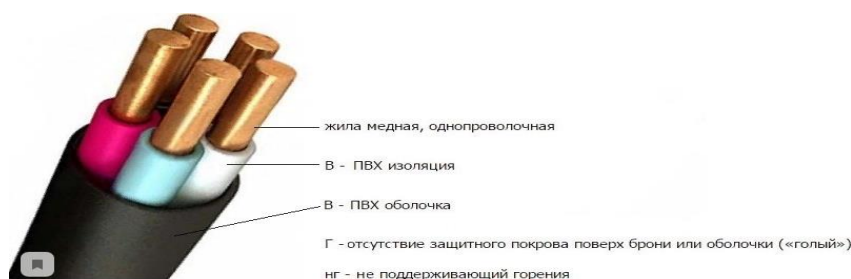 жила медная, однопроволочная
В - ПВХ изоляция
В - ПВХ оболочка
Г - отсутствие защитного покрова поверх брони или оболочки («голый»)
нг - не поддерживающий горения